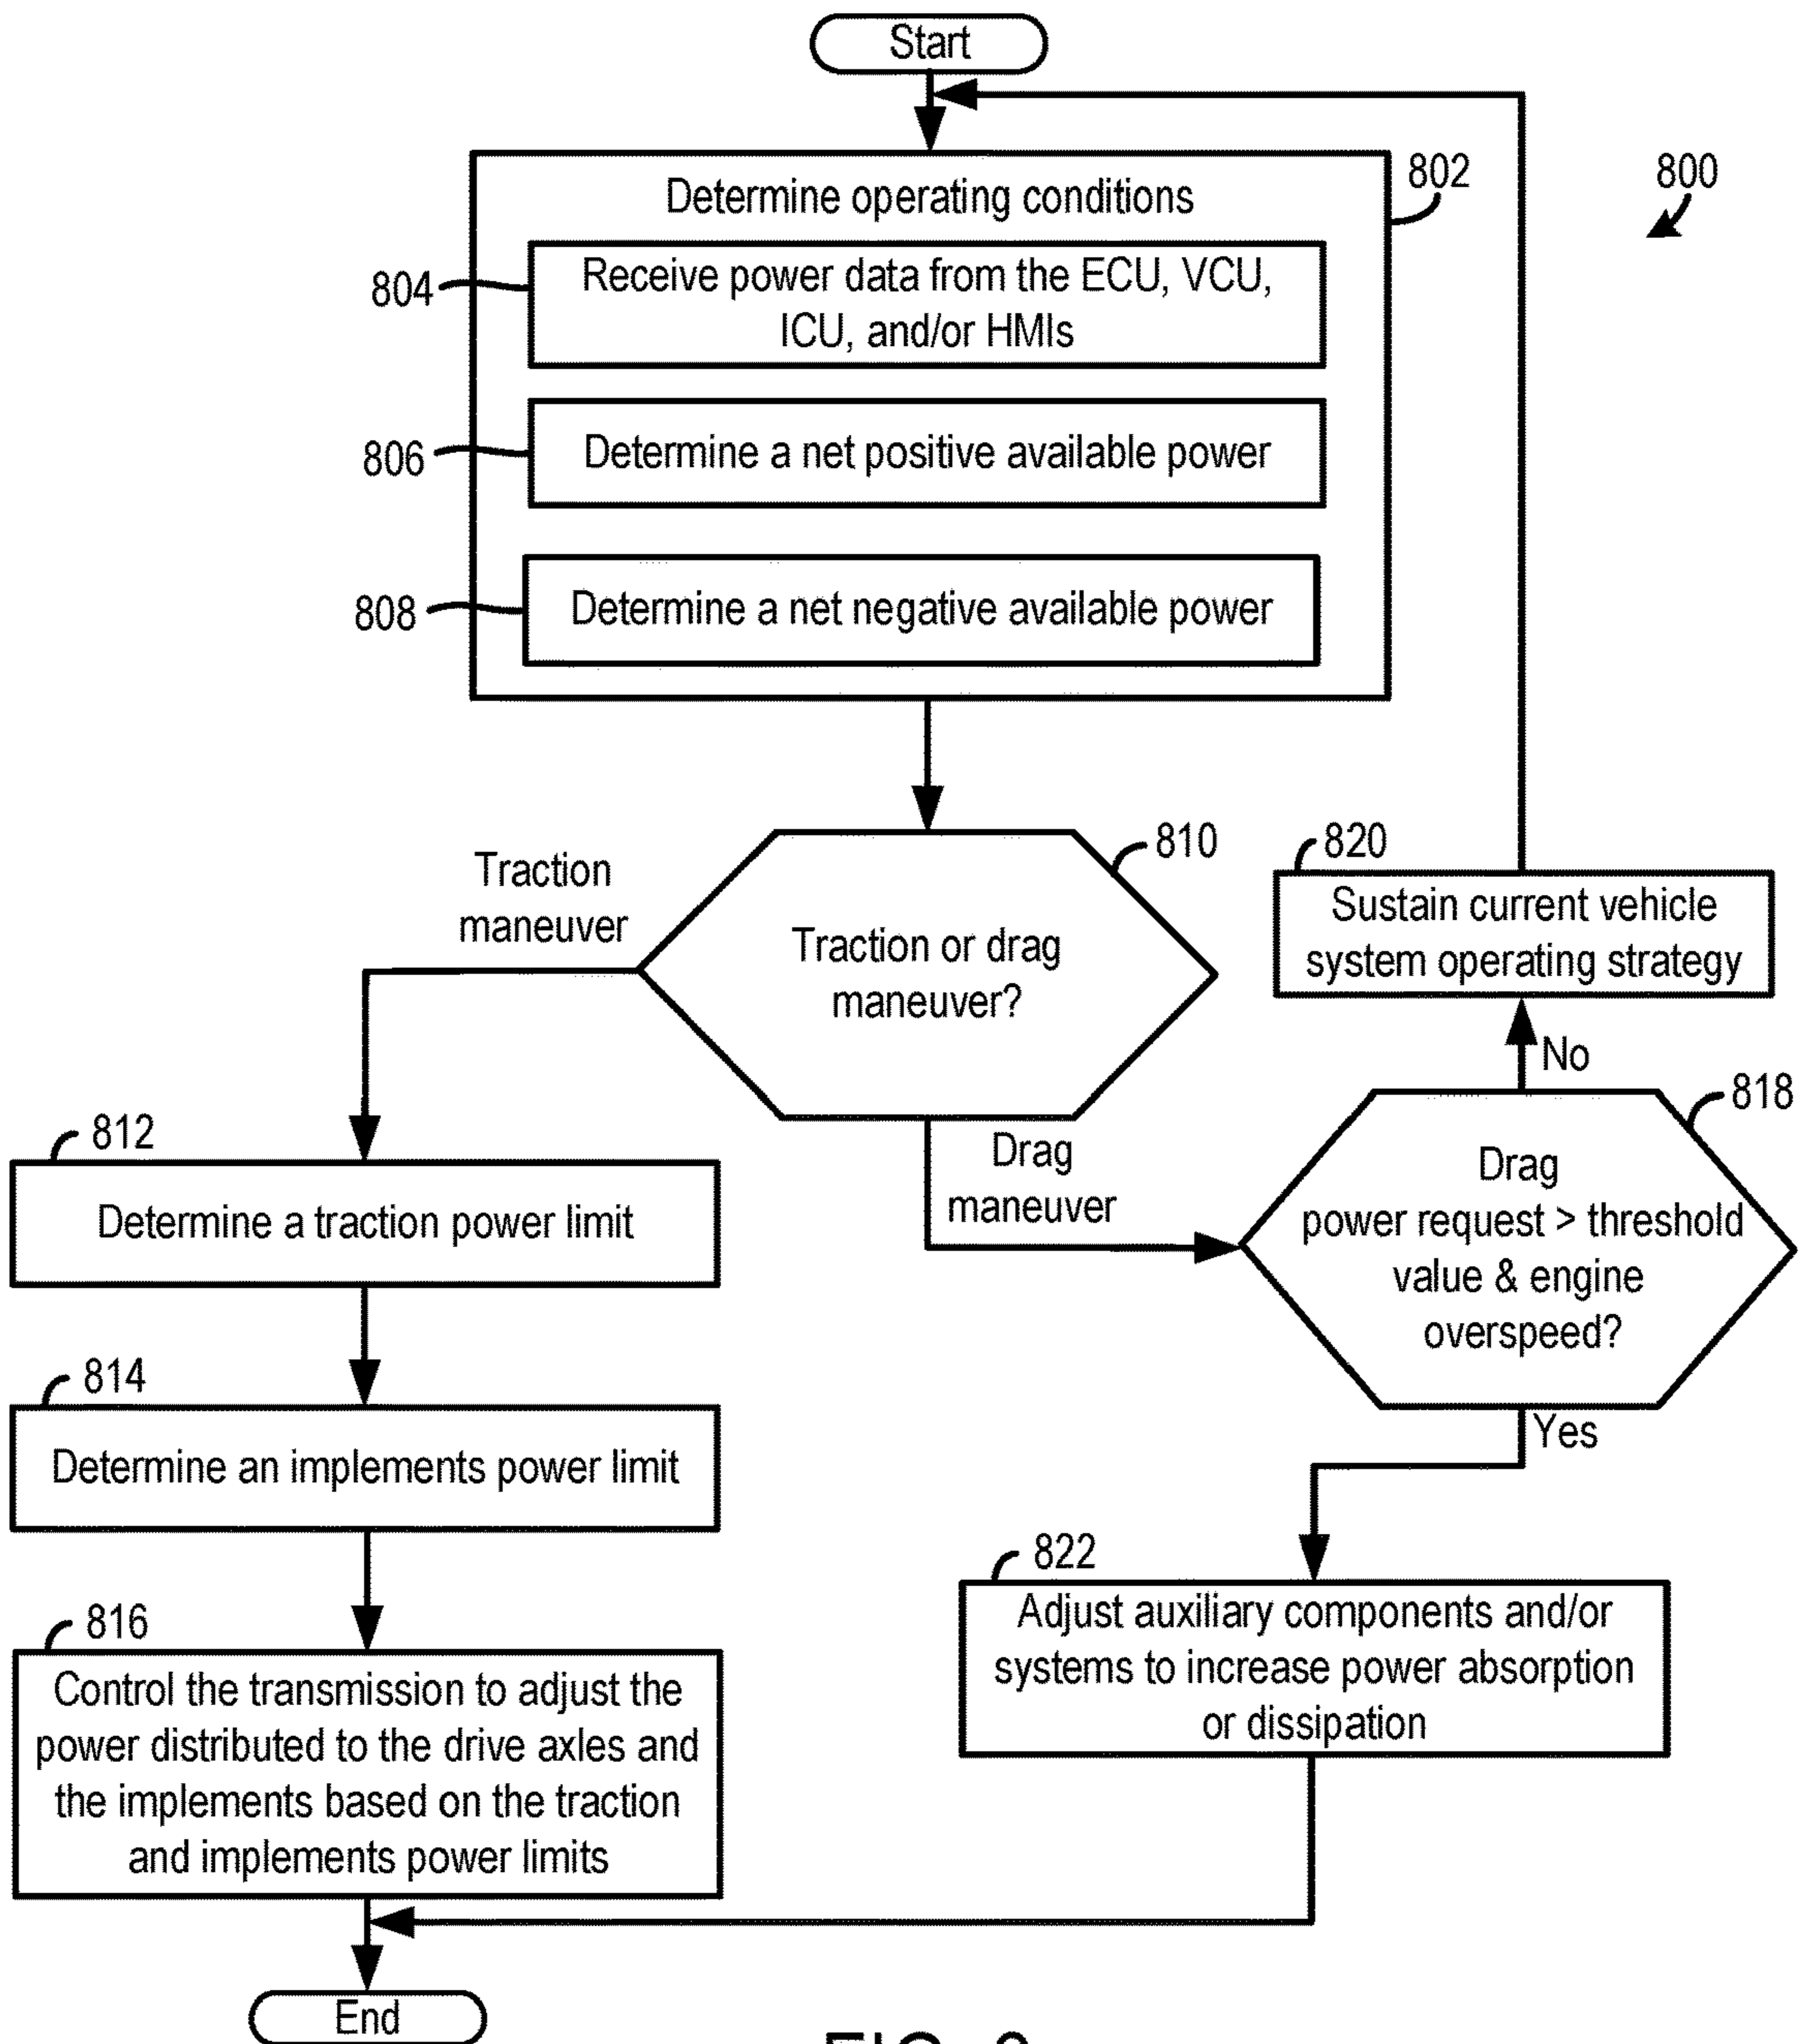 Start
802
800
Determine operating conditions
804
Receive power data from the ECU, VCU,
ICU, and/or HMIs
806
Determine a net positive available power
808
Determine a net negative available power
810
Traction
maneuver
Traction or drag
maneuver?
820
Sustain current vehicle
system operating strategy
No
818
Drag
maneuver
Drag
power request > threshold
value & engine
overspeed?
Yes
812
Determine a traction power limit
814
Determine an implements power limit
822
Adjust auxiliary components and/or
systems to increase power absorption
or dissipation
816
Control the transmission to adjust the
power distributed to the drive axles and
the implements based on the traction
and implements power limits
End